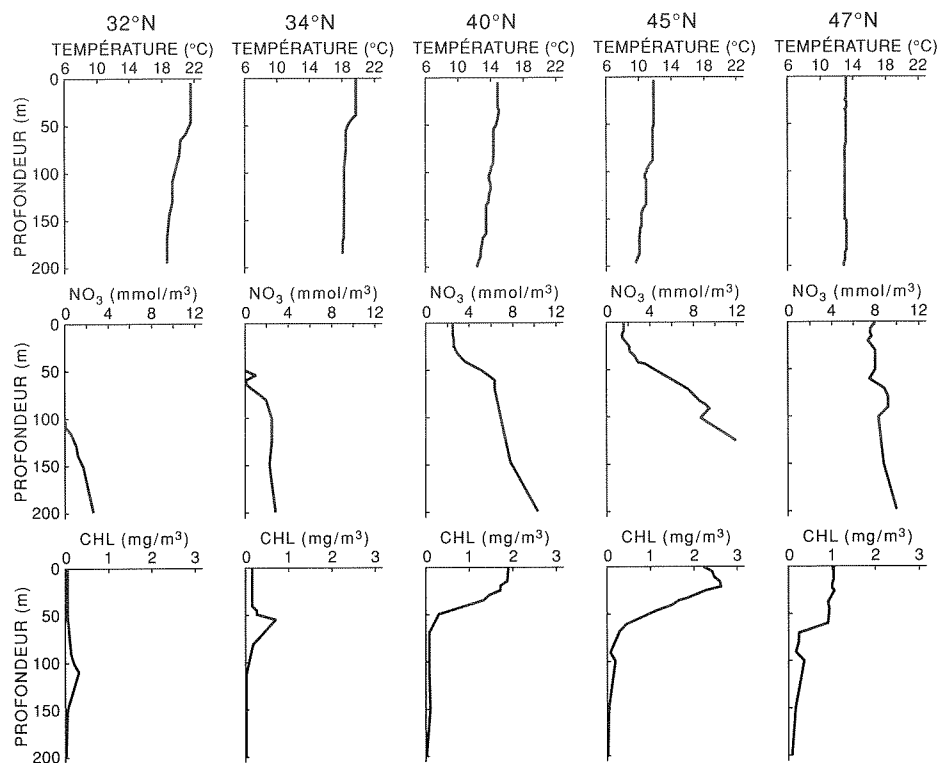 32°N 34°N 40°N 45°N 47°N
TEMPÉRATURE (°C) TEMPÉRATURE (°C) TEMPÉRATURE (°C) TEMPÉRATURE (°C) TEMPÉRATURE (°C)
6 10 14 18 22 6 10 14 18 22 6 10 14 18 22 6 10 14 18 22 6 10 14 18 22
0
50
100
150
200
PROFONDEUR (m)
NO3 (mmol/m³) NO3 (mmol/m³) NO3 (mmol/m³) NO3 (mmol/m³) NO3 (mmol/m³)
0 4 8 12 0 4 8 12 0 4 8 12 0 4 8 12 0 4 8 12
0
50
100
150
200
PROFONDEUR (m)
CHL (mg/m³) CHL (mg/m³) CHL (mg/m³) CHL (mg/m³) CHL (mg/m³)
0 1 2 3 0 1 2 3 0 1 2 3 0 1 2 3 0 1 2 3
0
50
100
150
200
PROFONDEUR (m)